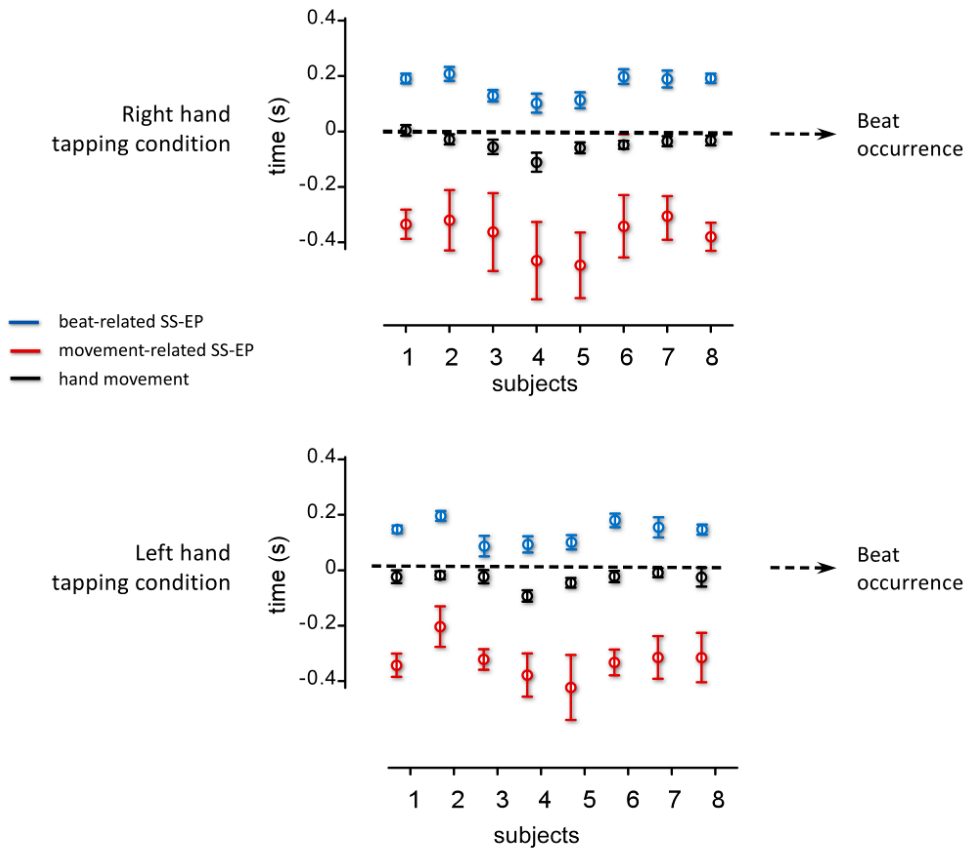 0.4
0.2
0
-0.2
-0.4
time (s)
Right hand
tapping condition
Beat
occurrence
1 2 3 4 5 6 7 8
subjects
beat-related SS-EP
movement-related SS-EP
hand movement
0.4
0.2
0
-0.2
-0.4
time (s)
Left hand
tapping condition
Beat
occurrence
1 2 3 4 5 6 7 8
subjects